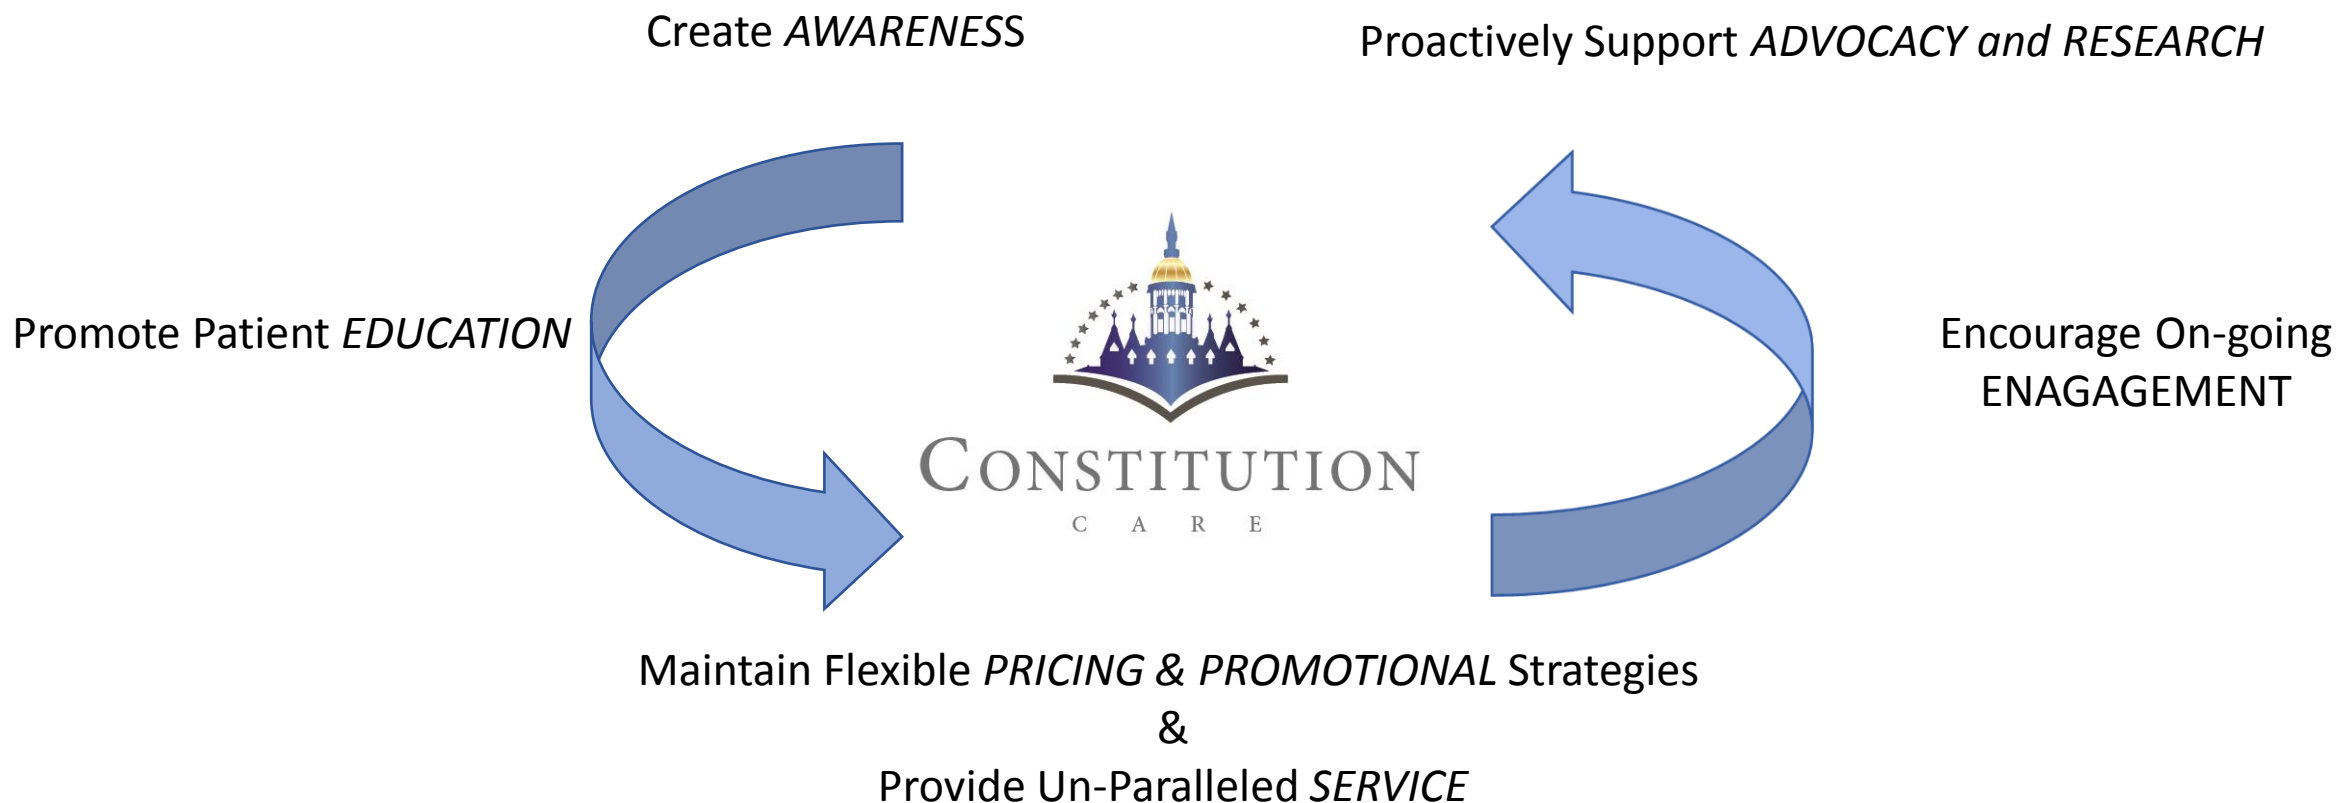 Create AWARENESS
Proactively Support ADVOCACY and RESEARCH
Promote Patient EDUCATION
Encourage On-going
ENAGAGEMENT
CONSTITUTION
CARE
Maintain Flexible PRICING & PROMOTIONAL Strategies
&
Provide Un-Paralleled SERVICE